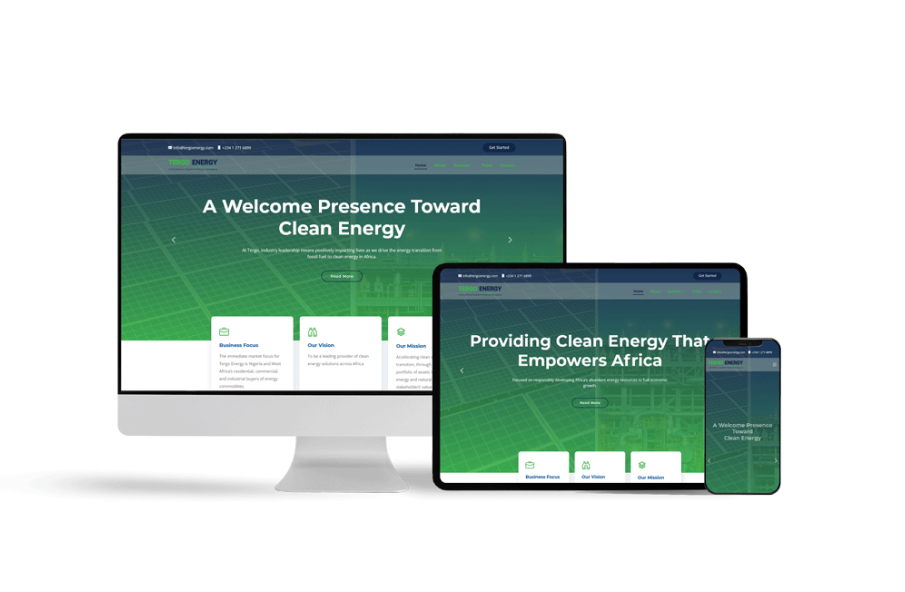 info@tergoenergy.com +234 1 271 6899 Get Started
TERGO ENERGY
Home
A Welcome Presence Toward
Clean Energy
At Tergo, industry leadership means positively impacting lives as we drive the energy transition from
fossil fuel to clean energy in Africa.
Read More
Business Focus
The immediate market focus for
Tergo Energy is Nigeria and West
Africa's residential, commercial
and industrial buyers of energy
commodities.
Our Vision
To be a leading provider of clean
energy solutions across Africa.
Our Mission
Accelerating clean
transition, through
portfolio of assets,
energy and natural
stakeholders' value
info@tergoenergy.com +234 1 271 6899 Get Started
TERGO ENERGY
Home
Providing Clean Energy That
Empowers Africa
Focused on responsibly developing Africa's abundant energy resources to fuel economic
growth.
Read More
Business Focus
Our Vision
Our Mission
info@tergoenergy.com +234 1 271 6899
TERGO ENERGY
A Welcome Presence
Toward
Clean Energy